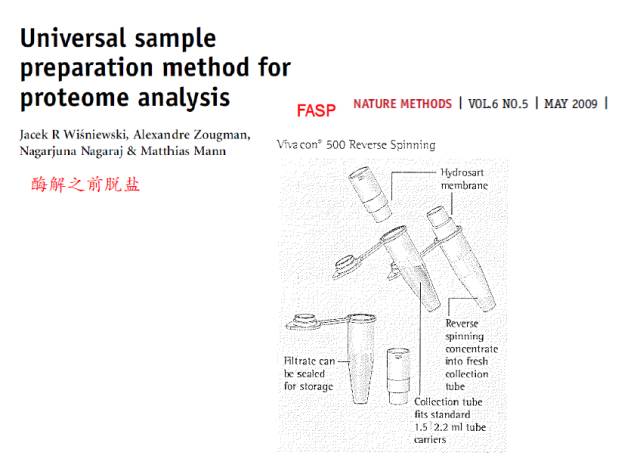 Universal sample
preparation method for
proteome analysis
FASP
NATURE METHODS | VOL.6 NO.5 | MAY 2009 |
Jacek R Wiśniewski, Alexandre Zougman,
Nagarjuna Nagaraj & Matthias Mann
酶解之前脱盐
Vivacon® 500 Reverse Spinning
Hydrosart
membrane
Reverse
spinning
concentrate
into fresh
collection
tube
Filtrate can
be sealed
for storage
Collection tube
fits standard
1.5 2.2 ml tube
carriers